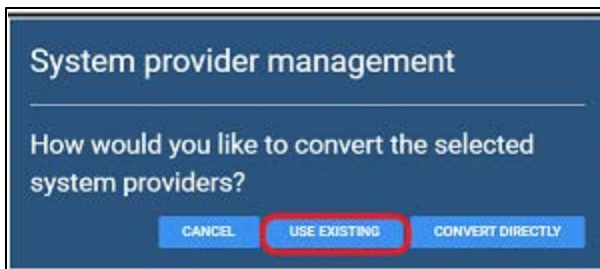 System provider management
How would you like to convert the selected
system providers?
CANCEL USE EXISTING CONVERT DIRECTLY